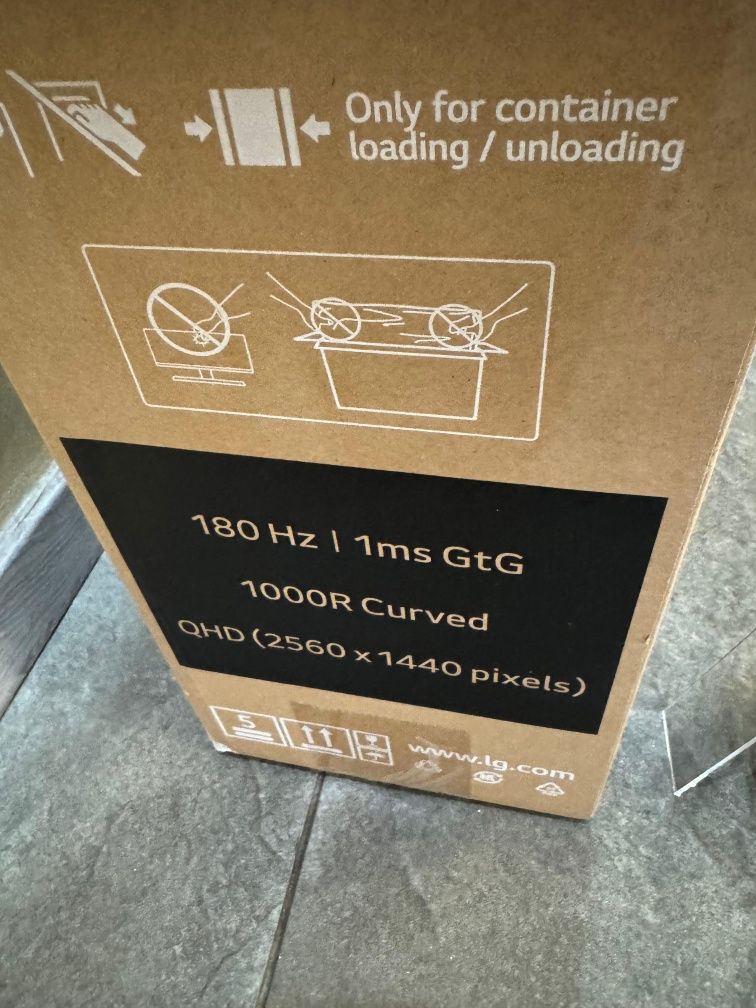 Only for container
loading / unloading
180 Hz | 1ms GtG
1000R Curved
QHD (2560 x 1440 pixels)
5
www.lg.com